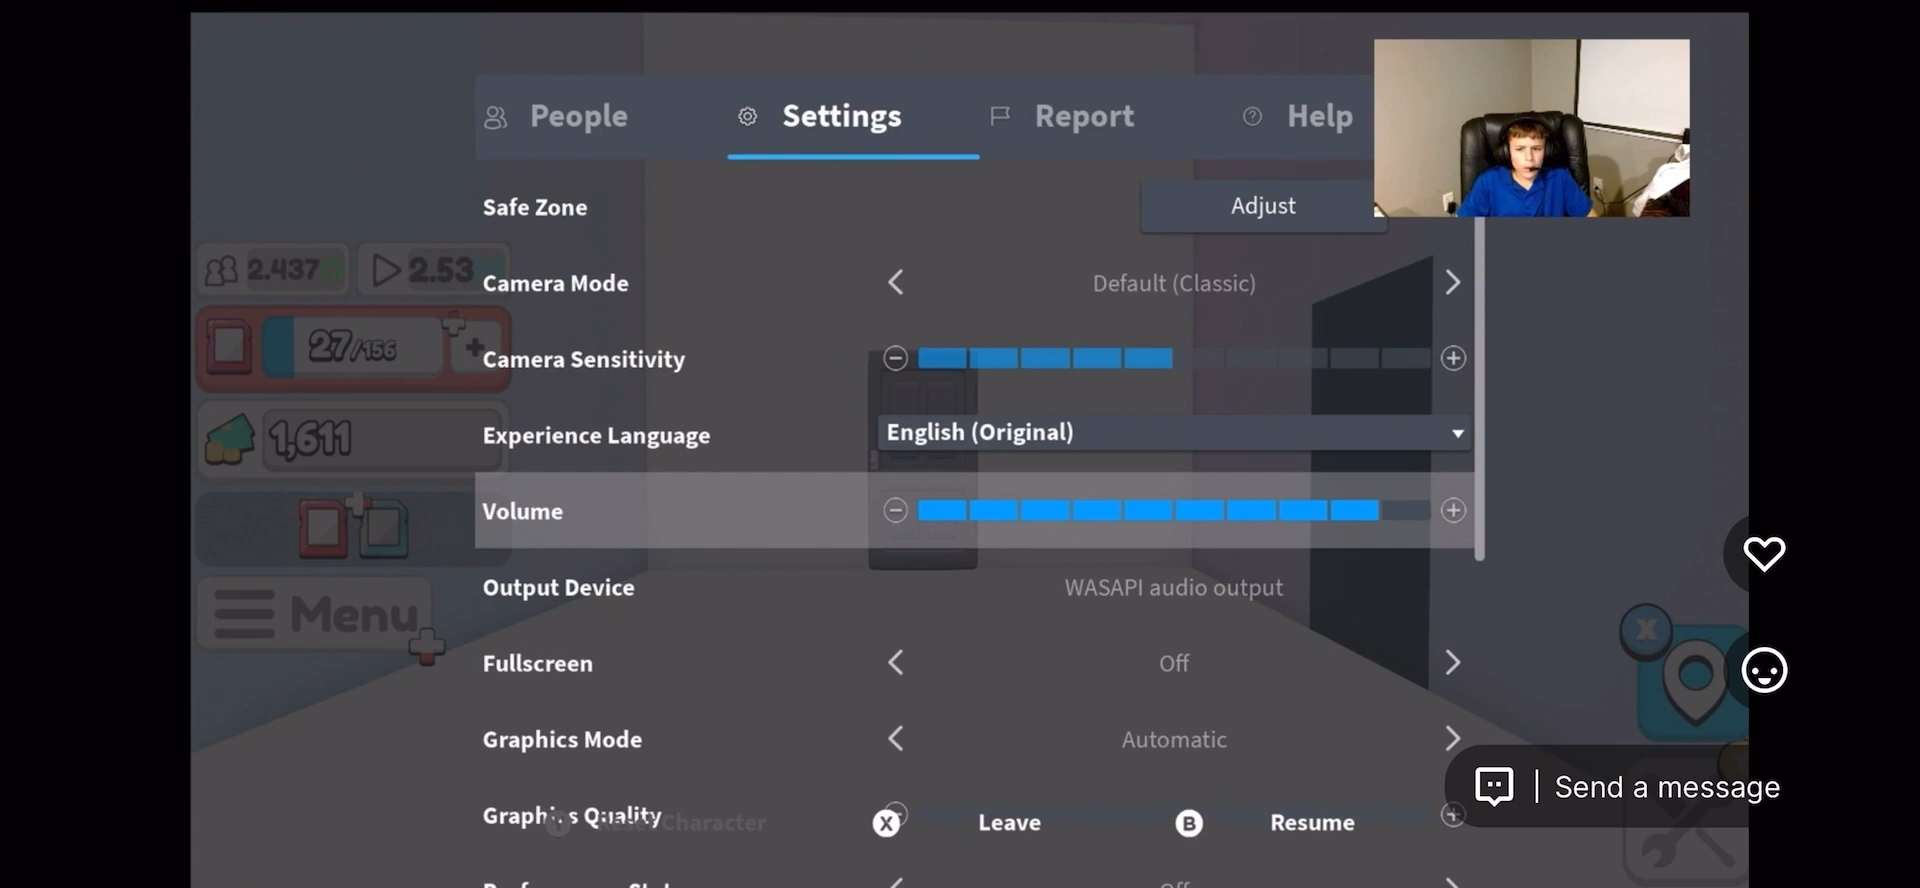 People
Settings
Report
Help
Safe Zone
Adjust
Camera Mode
Default (Classic)
2.437
2.53
27/156
Camera Sensitivity
1,611
Experience Language
English (Original)
Volume
Output Device
WASAPI audio output
Menu
Fullscreen
Off
X
Graphics Mode
Automatic
Send a message
Graphics Quality
Reset Character
X
Leave
B
Resume
Off